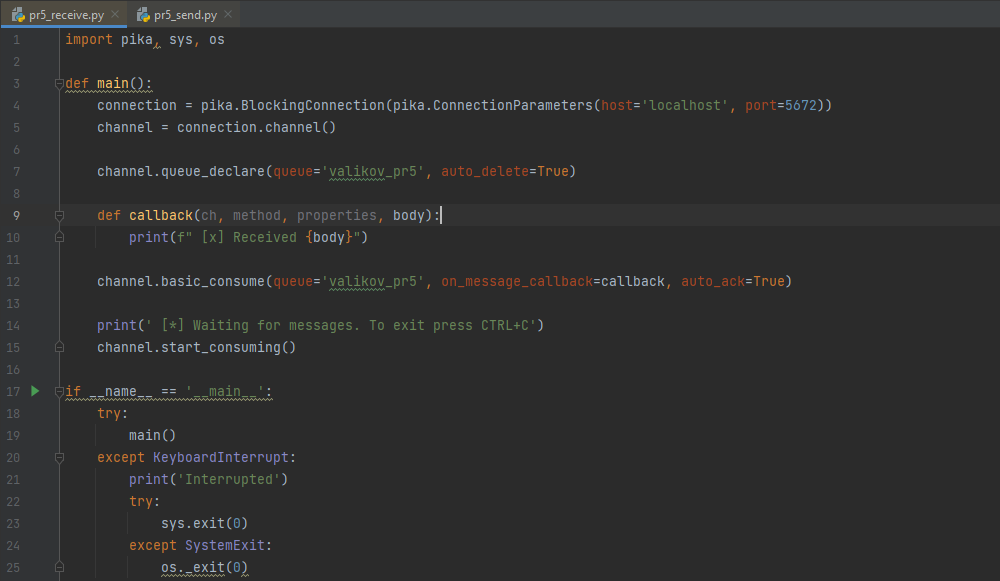 pr5_receive.py pr5_send.py
1 import pika, sys, os
2
3 def main():
4     connection = pika.BlockingConnection(pika.ConnectionParameters(host='localhost', port=5672))
5     channel = connection.channel()
6
7     channel.queue_declare(queue='valikov_pr5', auto_delete=True)
8
9     def callback(ch, method, properties, body):
10         print(f" [x] Received {body}")
11
12     channel.basic_consume(queue='valikov_pr5', on_message_callback=callback, auto_ack=True)
13
14     print(' [*] Waiting for messages. To exit press CTRL+C')
15     channel.start_consuming()
16
17 if __name__ == '__main__':
18     try:
19         main()
20     except KeyboardInterrupt:
21         print('Interrupted')
22         try:
23             sys.exit(0)
24         except SystemExit:
25             os._exit(0)